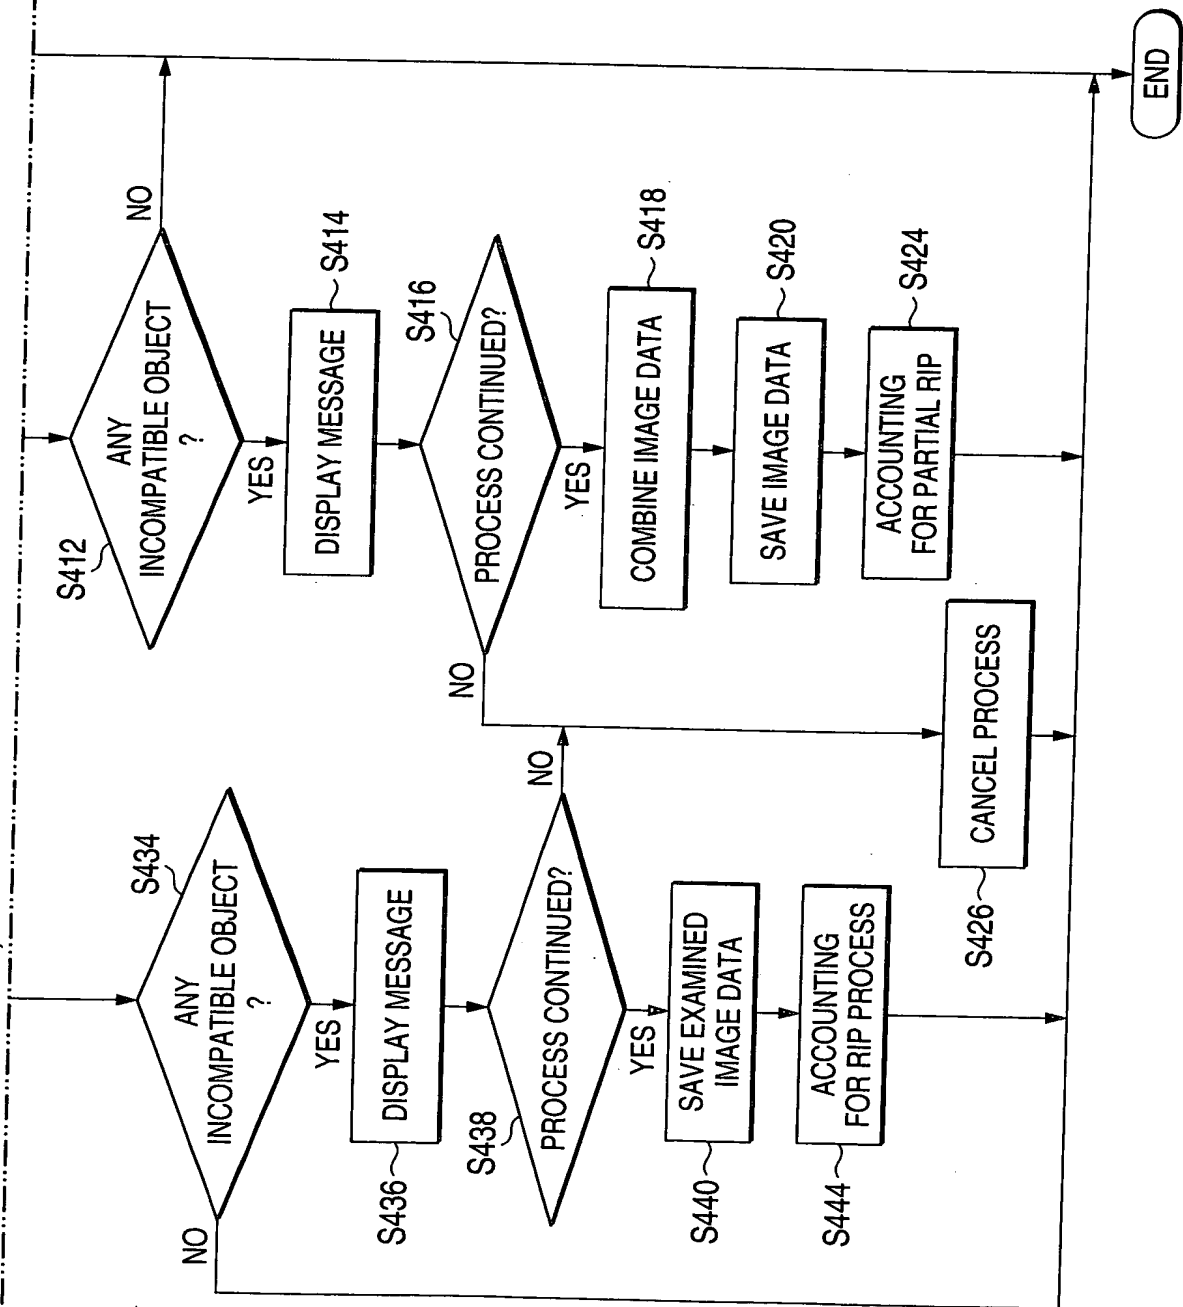 S434
ANY
INCOMPATIBLE OBJECT
?
NO
YES
S436
DISPLAY MESSAGE
S438
PROCESS CONTINUED?
NO
YES
S440
SAVE EXAMINED
IMAGE DATA
S444
ACCOUNTING
FOR RIP PROCESS
S412
ANY
INCOMPATIBLE OBJECT
?
NO
YES
S414
DISPLAY MESSAGE
S416
PROCESS CONTINUED?
NO
YES
S418
COMBINE IMAGE DATA
S420
SAVE IMAGE DATA
S424
ACCOUNTING
FOR PARTIAL RIP
S426
CANCEL PROCESS
END